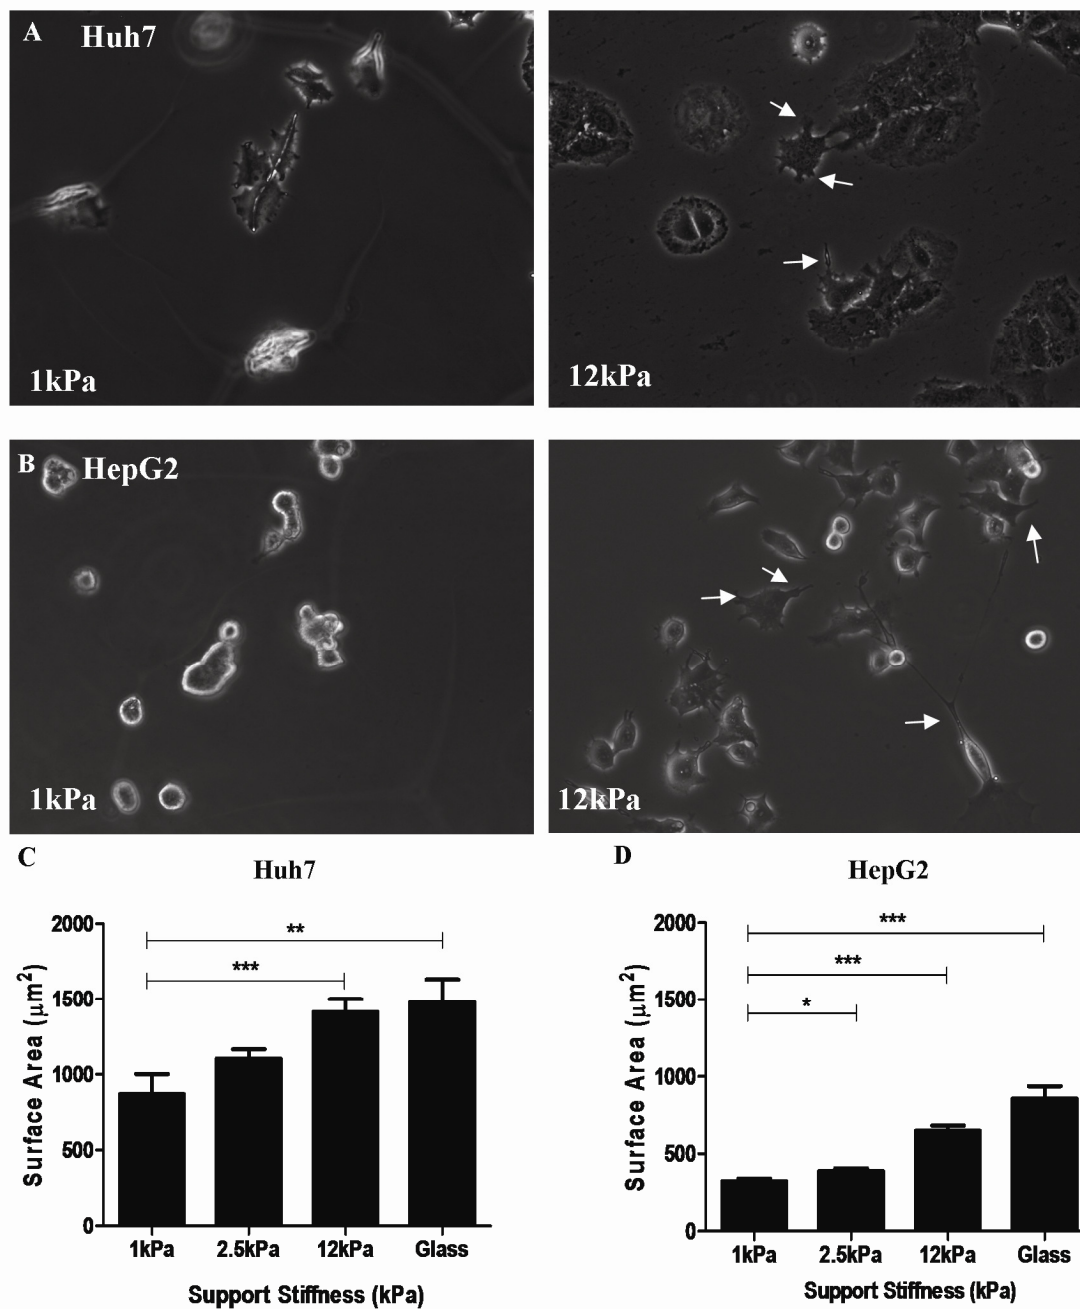 A
Huh7
1kPa
12kPa
B
HepG2
1kPa
12kPa
C
Huh7
Surface Area (μm²)
2000
1500
1000
500
0
**
***
1kPa 2.5kPa 12kPa Glass
Support Stiffness (kPa)
D
HepG2
Surface Area (μm²)
2000
1500
1000
500
0
***
***
*
1kPa 2.5kPa 12kPa Glass
Support Stiffness (kPa)